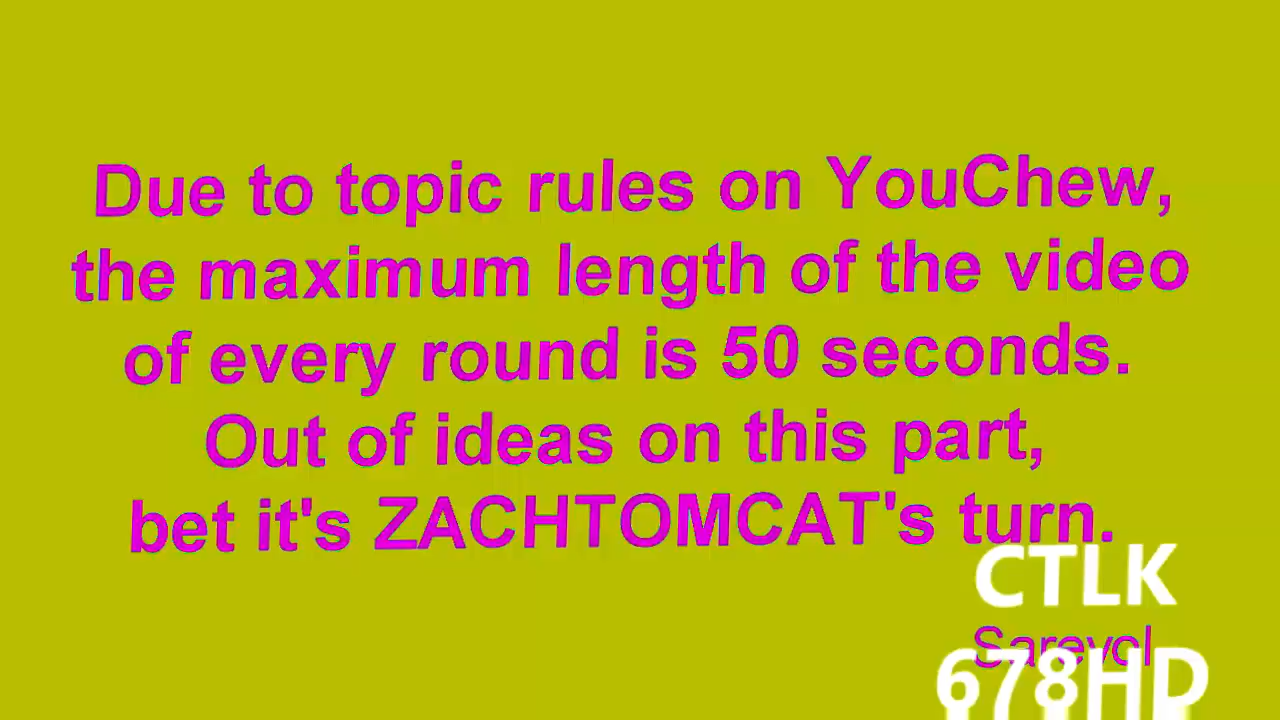 Due to topic rules on YouChew,
the maximum length of the video
of every round is 50 seconds.
Out of ideas on this part,
bet it's ZACHTOMCAT's turn.
CTLK
678HD